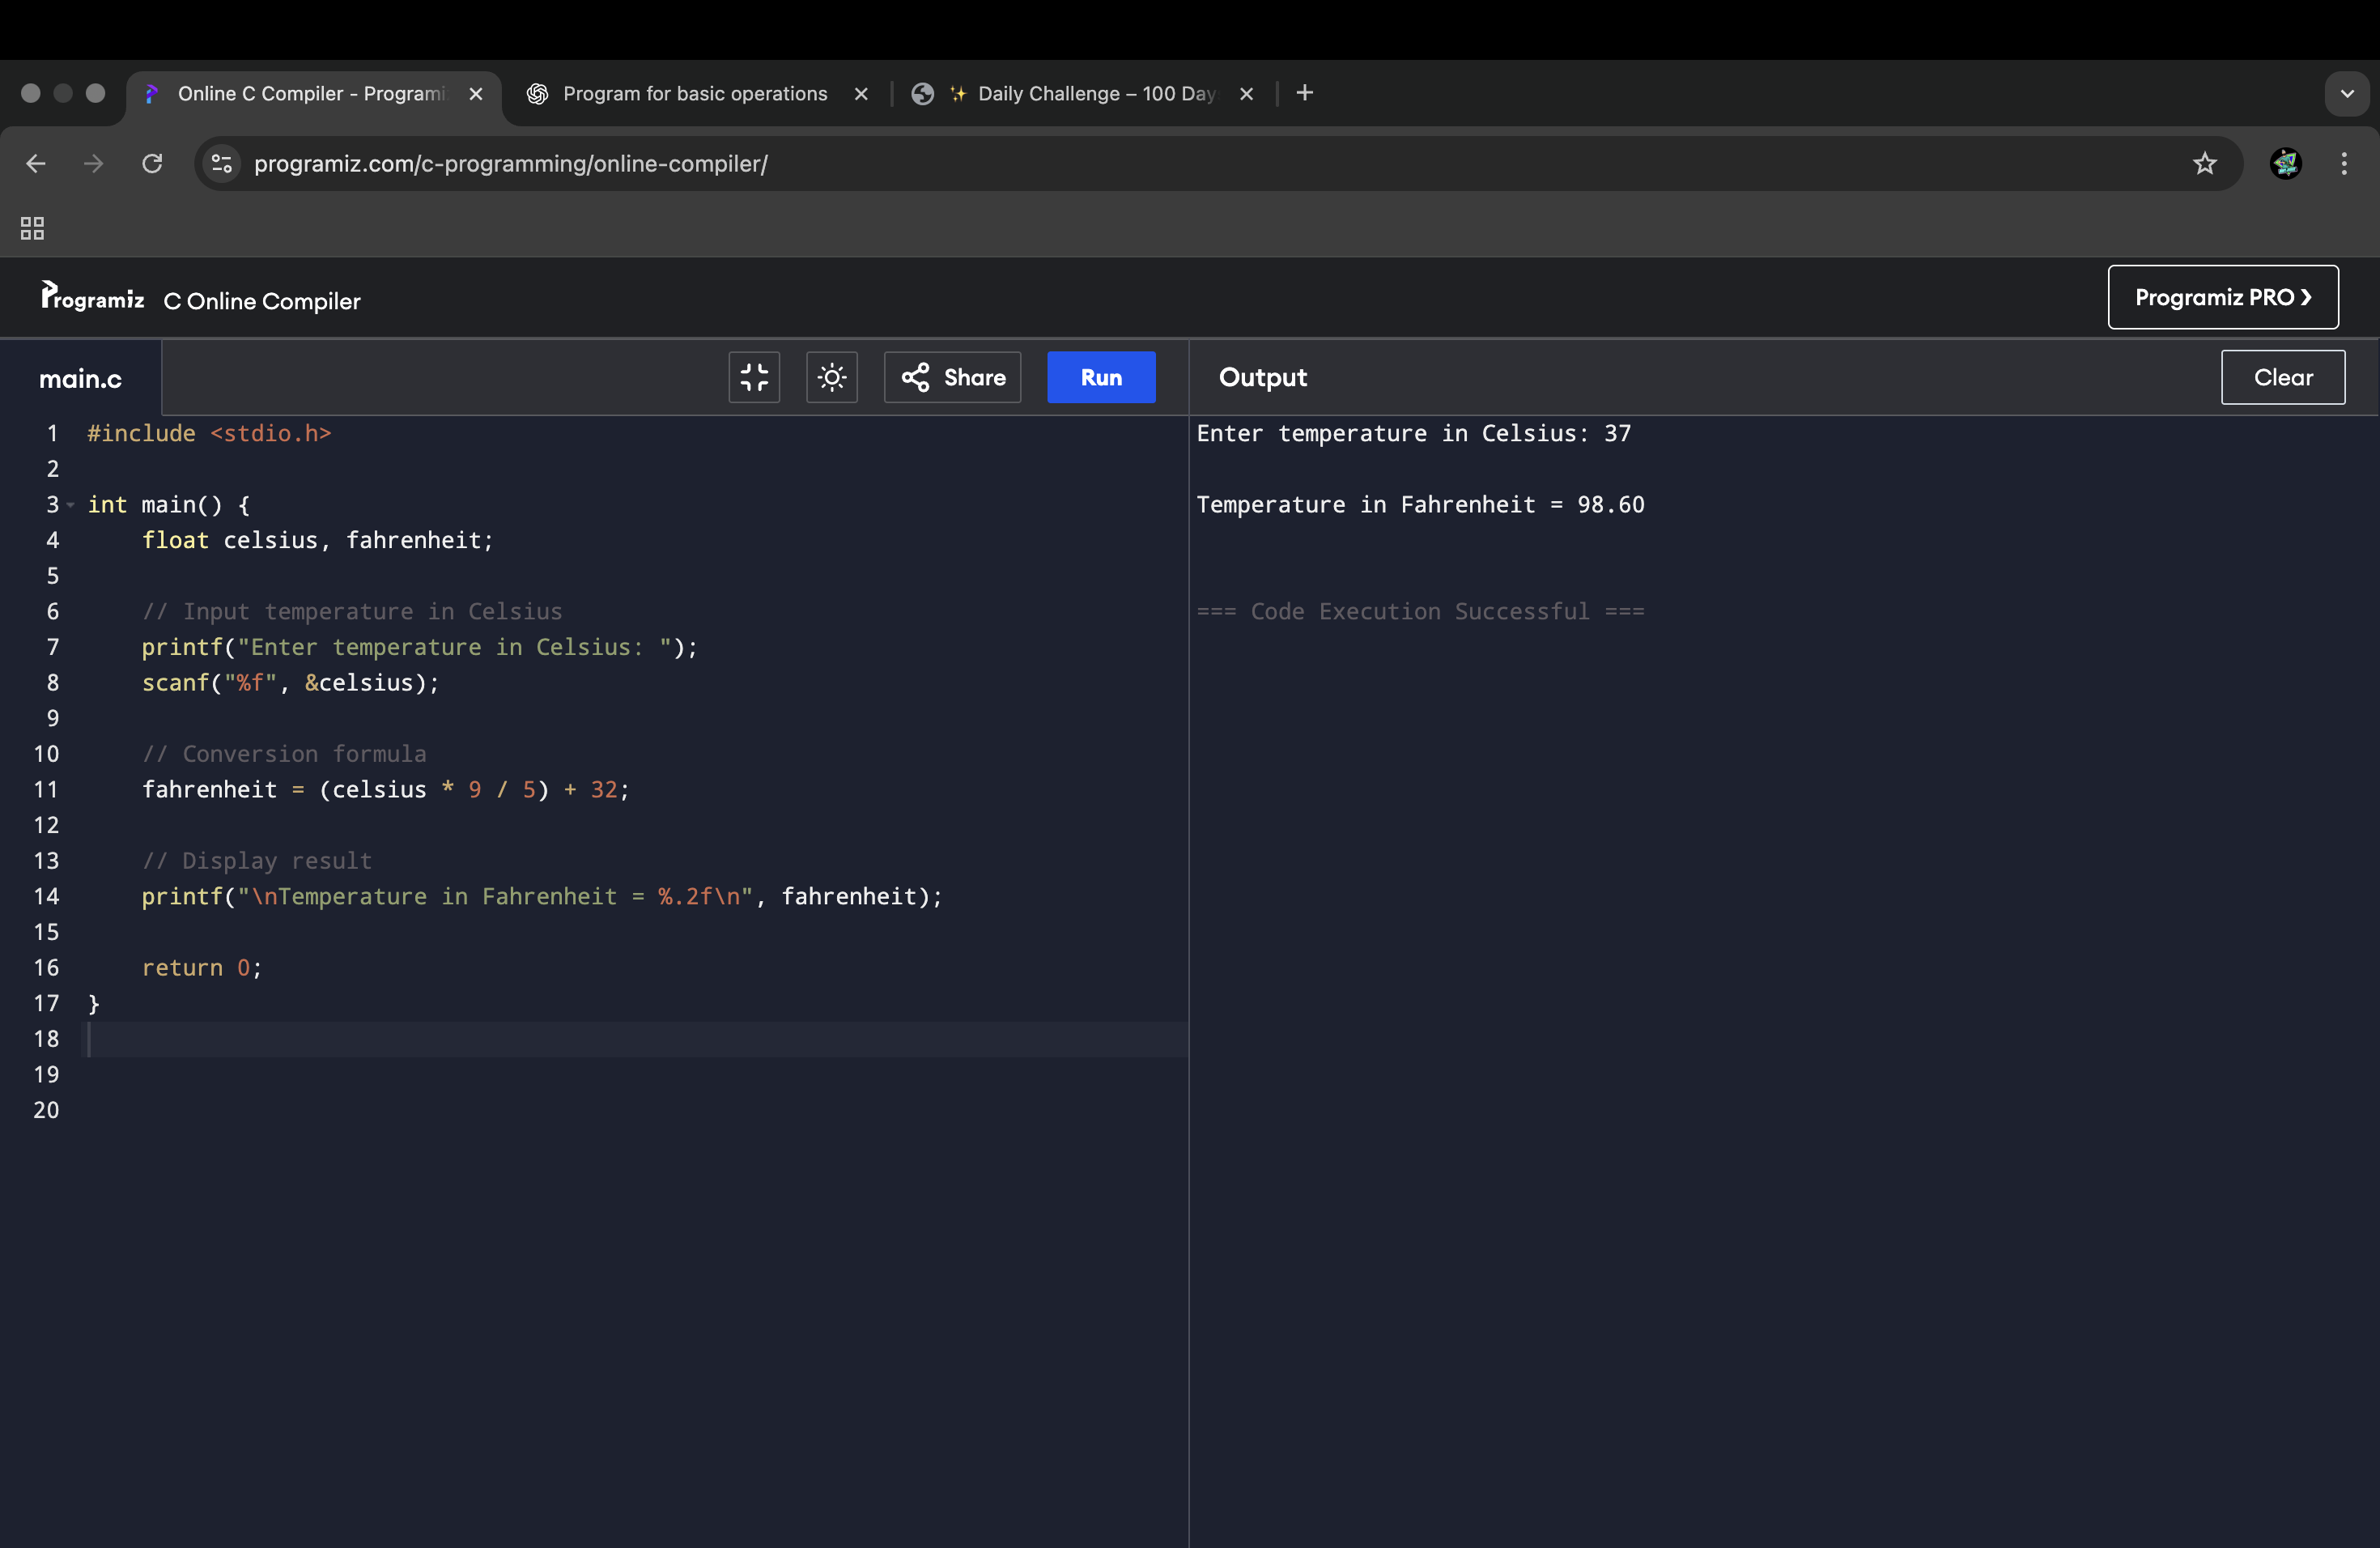 Online C Compiler - Programi
Program for basic operations
✨ Daily Challenge – 100 Day
programiz.com/c-programming/online-compiler/
Programiz C Online Compiler
Programiz PRO ❯
main.c
Share
Run
Output
Clear
1 #include <stdio.h>
2
3 int main() {
4     float celsius, fahrenheit;
5
6     // Input temperature in Celsius
7     printf("Enter temperature in Celsius: ");
8     scanf("%f", &celsius);
9
10     // Conversion formula
11     fahrenheit = (celsius * 9 / 5) + 32;
12
13     // Display result
14     printf("\nTemperature in Fahrenheit = %.2f\n", fahrenheit);
15
16     return 0;
17 }
18
19
20
Enter temperature in Celsius: 37
Temperature in Fahrenheit = 98.60
=== Code Execution Successful ===